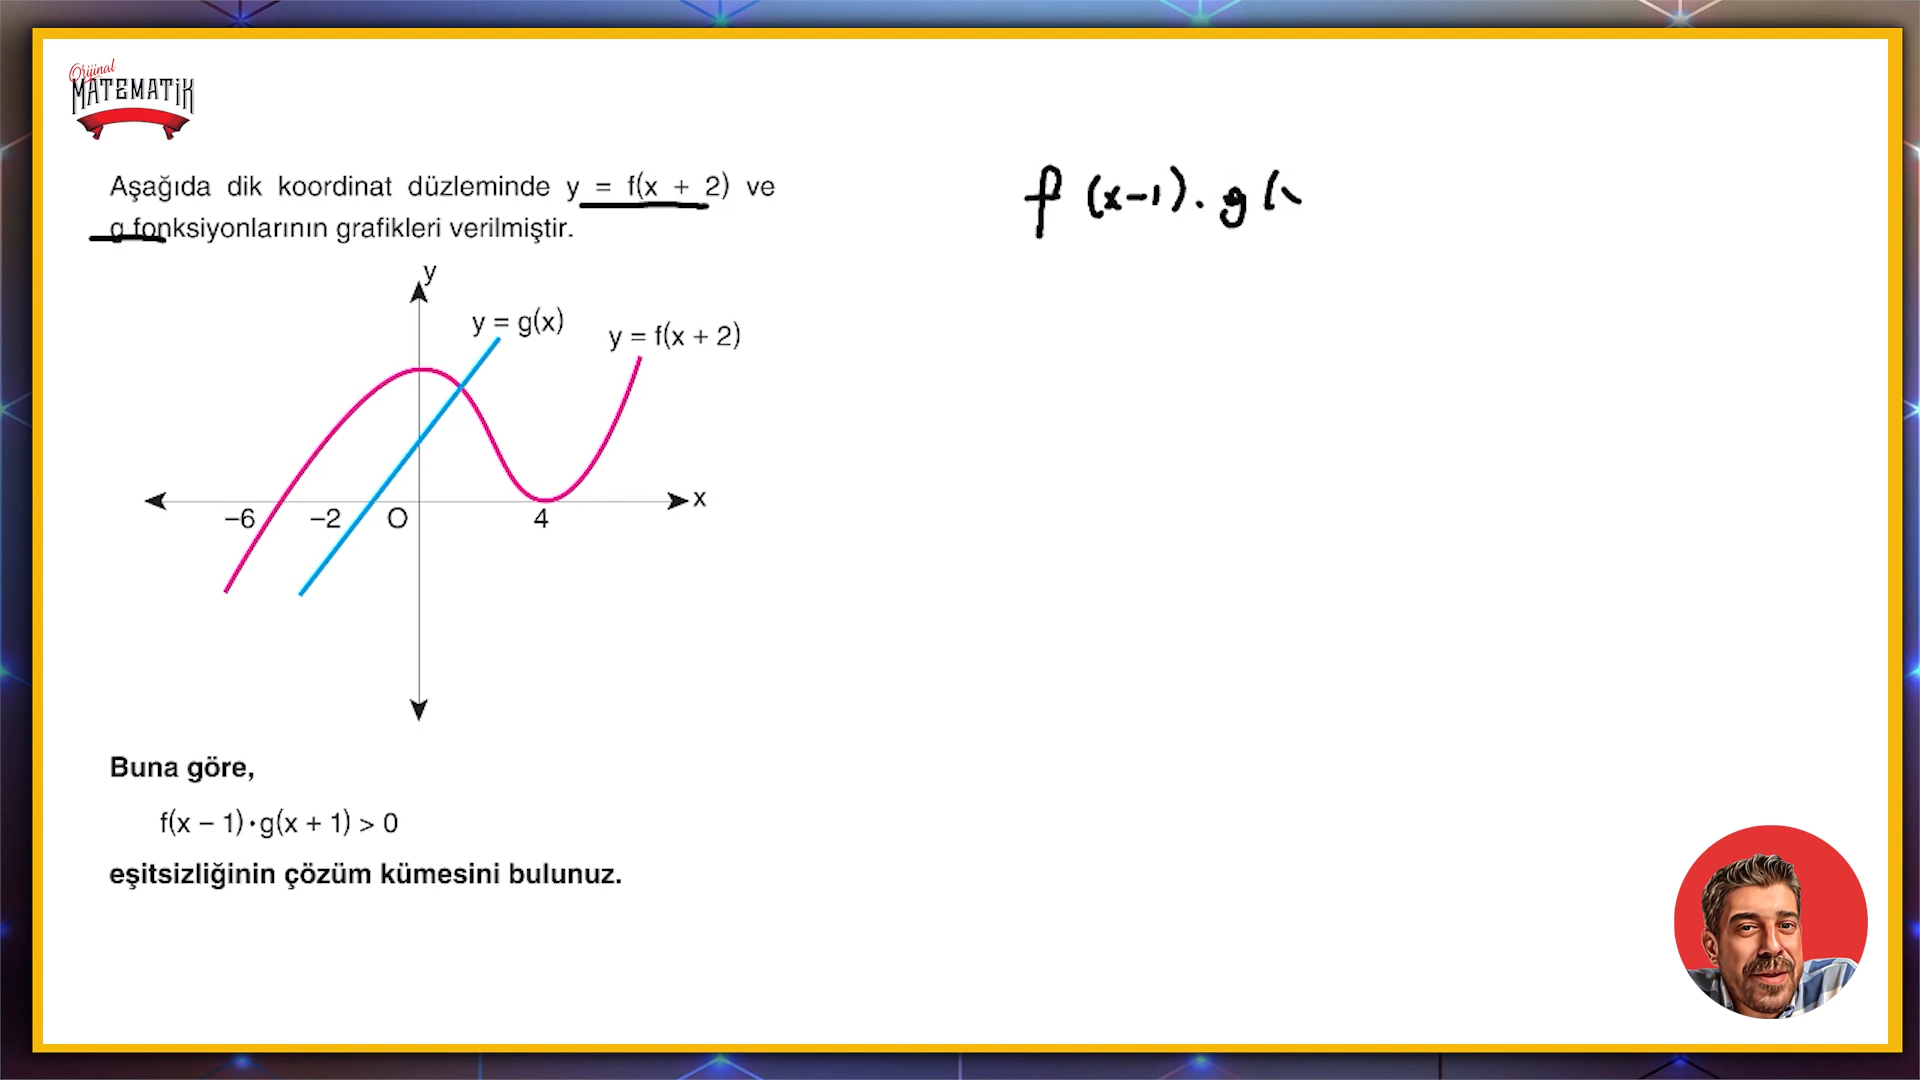 Orijinal
MATEMATİK
Aşağıda dik koordinat düzleminde y = f(x + 2) ve
g fonksiyonlarının grafikleri verilmiştir.
f (x-1) . g (
y
y = g(x)
y = f(x + 2)
x
–6
–2
O
4
Buna göre,
f(x – 1) · g(x + 1) > 0
eşitsizliğinin çözüm kümesini bulunuz.